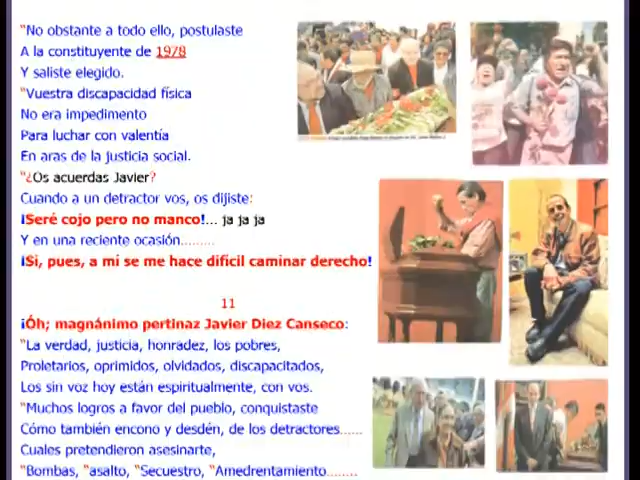 "No obstante a todo ello, postulaste
A la constituyente de 1978
Y saliste elegido.
"Vuestra discapacidad física
No era impedimento
Para luchar con valentía
En aras de la justicia social.
"¿Os acuerdas Javier?
Cuando a un detractor vos, os dijiste:
¡Seré cojo pero no manco!... ja ja ja
Y en una reciente ocasión.........
¡Si, pues, a mi se me hace difícil caminar derecho!
11
¡Óh; magnánimo pertinaz Javier Diez Canseco:
"La verdad, justicia, honradez, los pobres,
Proletarios, oprimidos, olvidados, discapacitados,
Los sin voz hoy están espiritualmente, con vos.
"Muchos logros a favor del pueblo, conquistaste
Cómo también encono y desdén, de los detractores......
Cuales pretendieron asesinarte,
"Bombas, "asalto, "Secuestro, "Amedrentamiento........